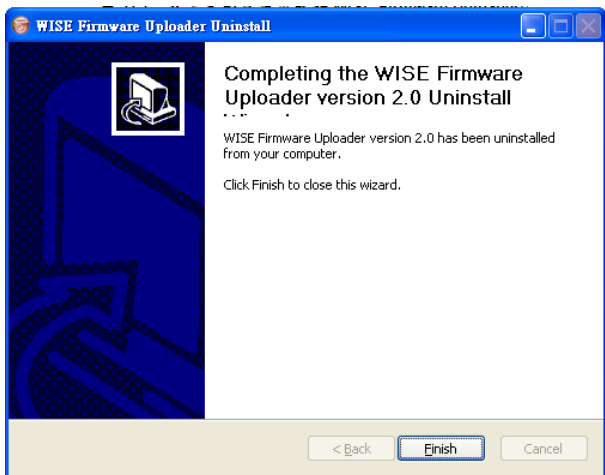 WISE Firmware Uploader Uninstall
Completing the WISE Firmware
Uploader version 2.0 Uninstall
WISE Firmware Uploader version 2.0 has been uninstalled
from your computer.
Click Finish to close this wizard.
< Back
Finish
Cancel